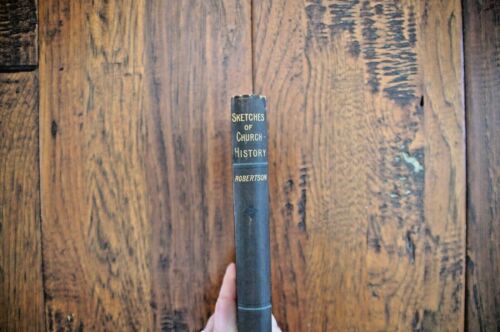 SKETCHES
OF
CHURCH
HISTORY
ROBERTSON